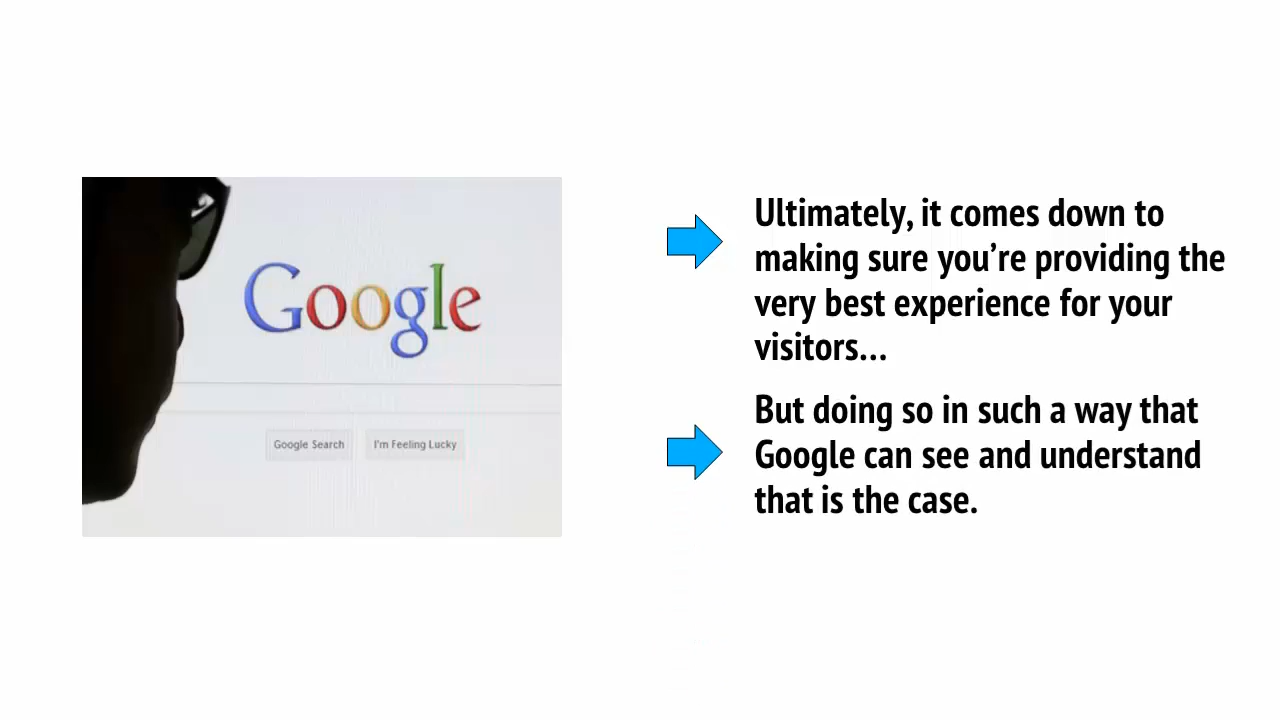 Google
Google Search
I'm Feeling Lucky
Ultimately, it comes down to
making sure you're providing the
very best experience for your
visitors...
But doing so in such a way that
Google can see and understand
that is the case.